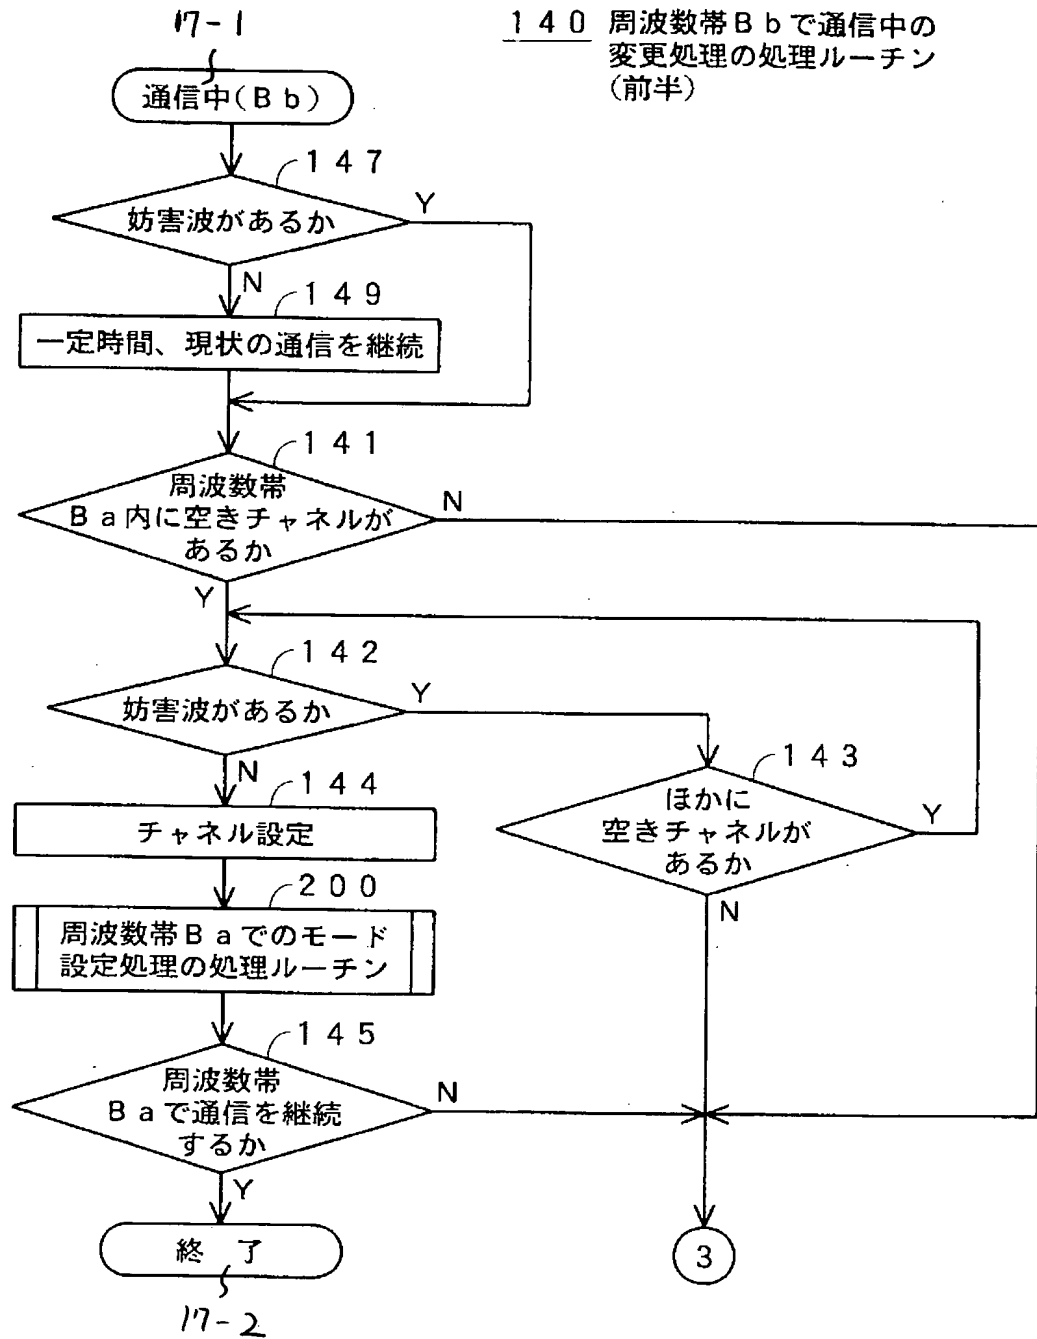 17-1
140 周波数帯Bbで通信中の
変更処理の処理ルーチン
(前半)
通信中(Bb)
147
妨害波があるか
Y
N
149
一定時間、現状の通信を継続
141
周波数帯
Ba内に空きチャネルが
あるか
N
Y
142
妨害波があるか
Y
N
143
ほかに
空きチャネルが
あるか
Y
N
144
チャネル設定
200
周波数帯Baでのモード
設定処理の処理ルーチン
145
周波数帯
Baで通信を継続
するか
N
Y
終了
3
17-2